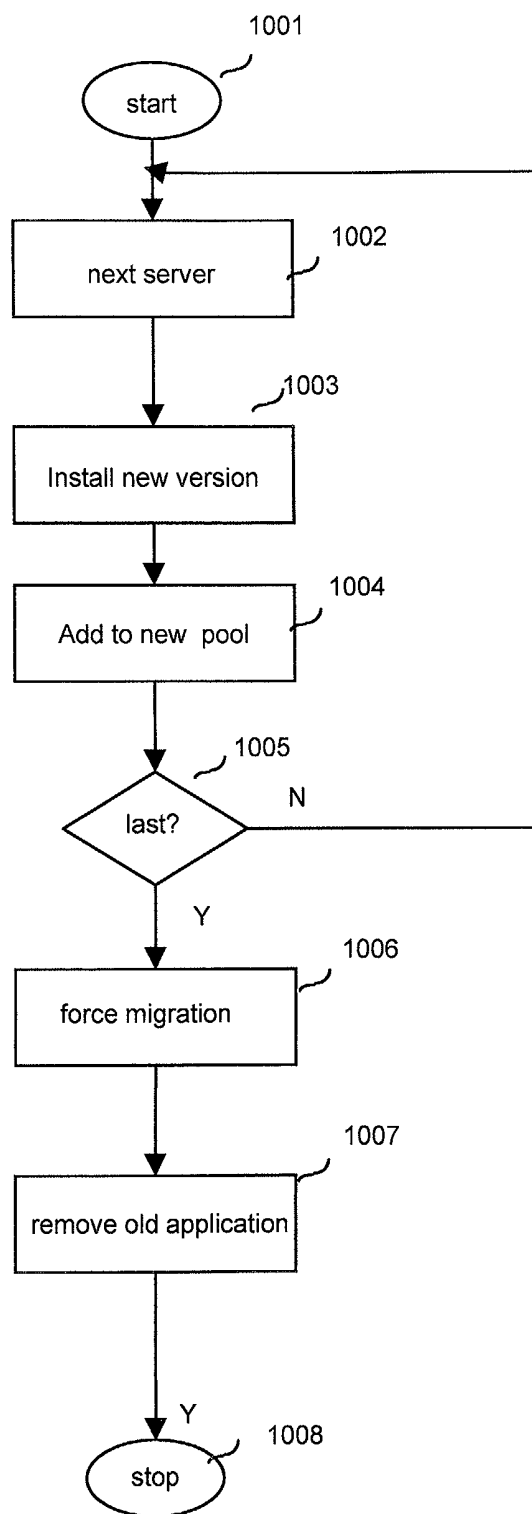 1001
start
1002
next server
1003
Install new version
1004
Add to new pool
1005
last?
N
Y
1006
force migration
1007
remove old application
Y
1008
stop